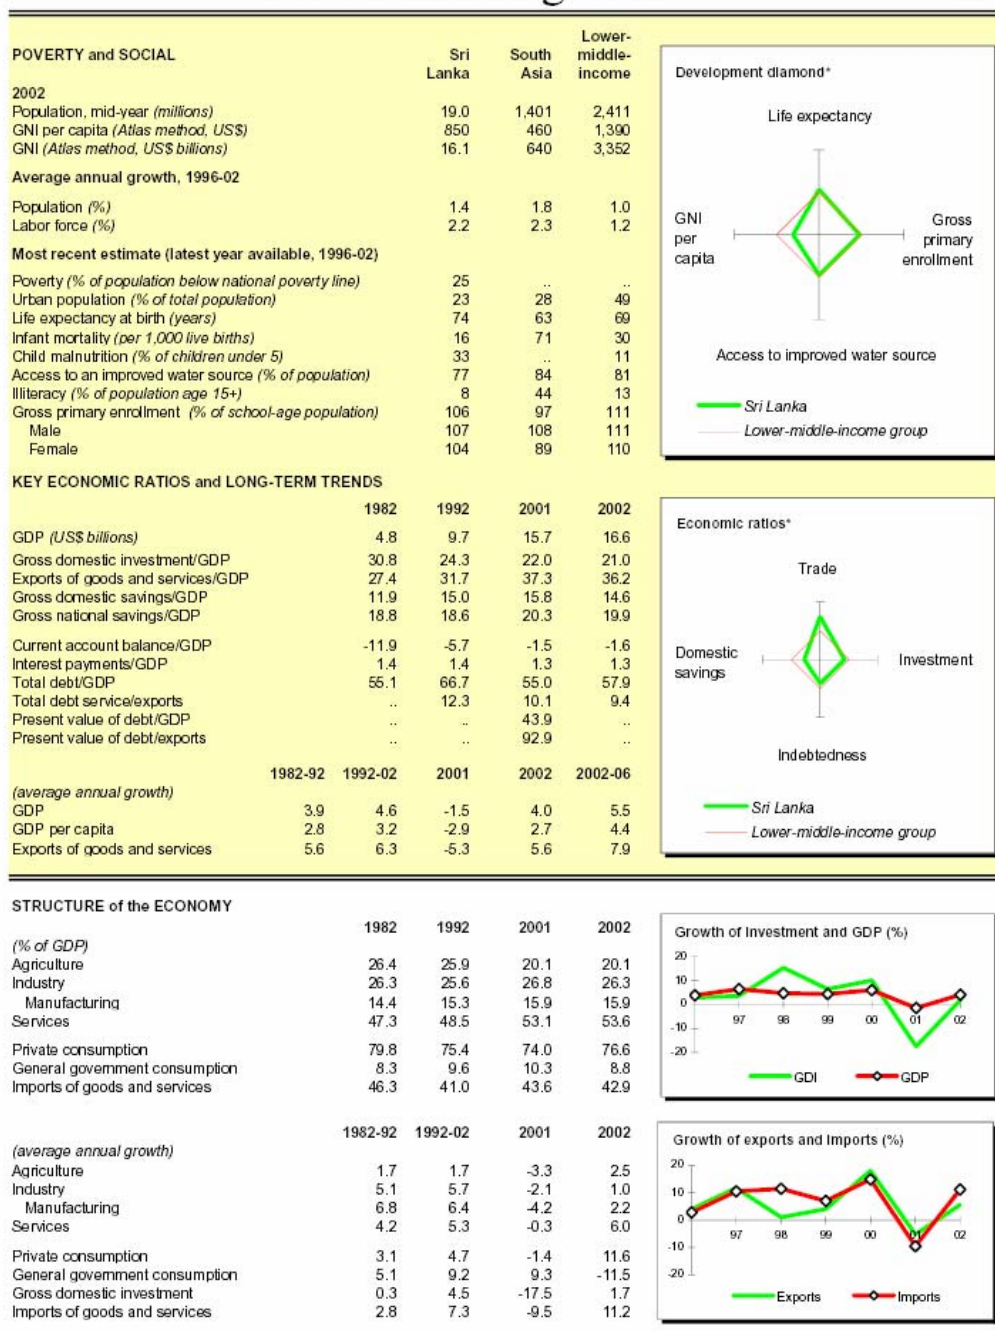 POVERTY and SOCIAL Sri Lanka South Asia Lower-middle-income
2002
Population, mid-year (millions) 19.0 1,401 2,411
GNI per capita (Atlas method, US$) 850 460 1,390
GNI (Atlas method, US$ billions) 16.1 640 3,352
Average annual growth, 1996-02
Population (%) 1.4 1.8 1.0
Labor force (%) 2.2 2.3 1.2
Most recent estimate (latest year available, 1996-02)
Poverty (% of population below national poverty line) 25 .. ..
Urban population (% of total population) 23 28 49
Life expectancy at birth (years) 74 63 69
Infant mortality (per 1,000 live births) 16 71 30
Child malnutrition (% of children under 5) 33 .. 11
Access to an improved water source (% of population) 77 84 81
Illiteracy (% of population age 15+) 8 44 13
Gross primary enrollment (% of school-age population) 106 97 111
Male 107 108 111
Female 104 89 110
Development diamond*
Life expectancy
GNI per capita
Gross primary enrollment
Access to improved water source
Sri Lanka
Lower-middle-income group
KEY ECONOMIC RATIOS and LONG-TERM TRENDS
1982 1992 2001 2002
GDP (US$ billions) 4.8 9.7 15.7 16.6
Gross domestic investment/GDP 30.8 24.3 22.0 21.0
Exports of goods and services/GDP 27.4 31.7 37.3 36.2
Gross domestic savings/GDP 11.9 15.0 15.8 14.6
Gross national savings/GDP 18.8 18.6 20.3 19.9
Current account balance/GDP -11.9 -5.7 -1.5 -1.6
Interest payments/GDP 1.4 1.4 1.3 1.3
Total debt/GDP 55.1 66.7 55.0 57.9
Total debt service/exports .. 12.3 10.1 9.4
Present value of debt/GDP .. .. 43.9 ..
Present value of debt/exports .. .. 92.9 ..
1982-92 1992-02 2001 2002 2002-06
(average annual growth)
GDP 3.9 4.6 -1.5 4.0 5.5
GDP per capita 2.8 3.2 -2.9 2.7 4.4
Exports of goods and services 5.6 6.3 -5.3 5.6 7.9
Economic ratios*
Trade
Domestic savings
Investment
Indebtedness
Sri Lanka
Lower-middle-income group
STRUCTURE of the ECONOMY
1982 1992 2001 2002
(% of GDP)
Agriculture 26.4 25.9 20.1 20.1
Industry 26.3 25.6 26.8 26.3
Manufacturing 14.4 15.3 15.9 15.9
Services 47.3 48.5 53.1 53.6
Private consumption 79.8 75.4 74.0 76.6
General government consumption 8.3 9.6 10.3 8.8
Imports of goods and services 46.3 41.0 43.6 42.9
Growth of Investment and GDP (%)
20
10
0
-10
-20
97 98 99 00 01 02
GDI GDP
1982-92 1992-02 2001 2002
(average annual growth)
Agriculture 1.7 1.7 -3.3 2.5
Industry 5.1 5.7 -2.1 1.0
Manufacturing 6.8 6.4 -4.2 2.2
Services 4.2 5.3 -0.3 6.0
Private consumption 3.1 4.7 -1.4 11.6
General government consumption 5.1 9.2 9.3 -11.5
Gross domestic investment 0.3 4.5 -17.5 1.7
Imports of goods and services 2.8 7.3 -9.5 11.2
Growth of exports and Imports (%)
20
10
0
-10
-20
97 98 99 00 01 02
Exports Imports